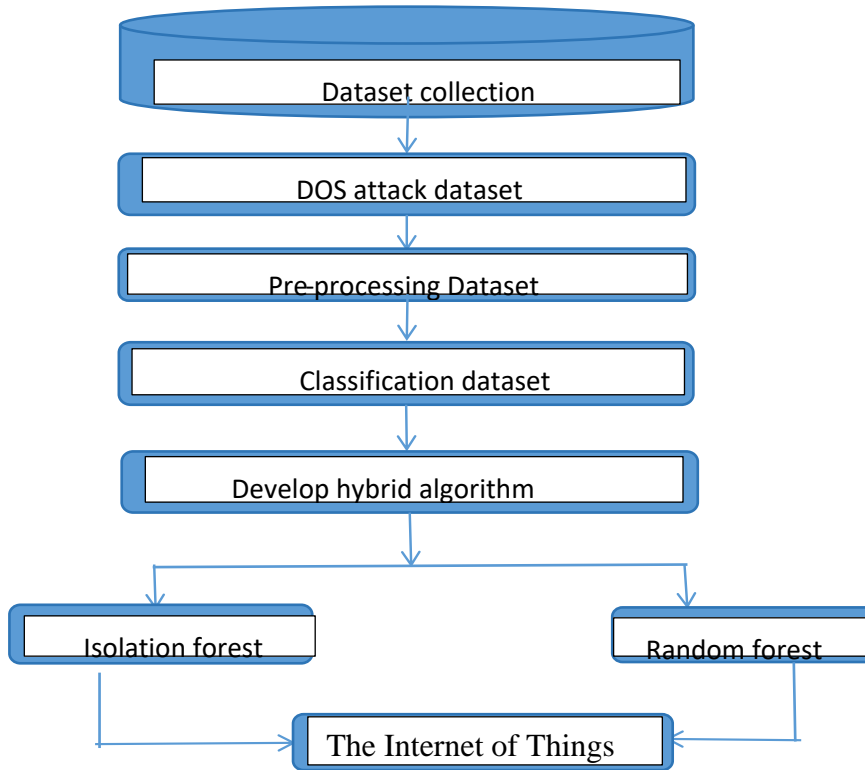 Dataset collection
DOS attack dataset
Pre-processing Dataset
Classification dataset
Develop hybrid algorithm
Isolation forest
Random forest
The Internet of Things